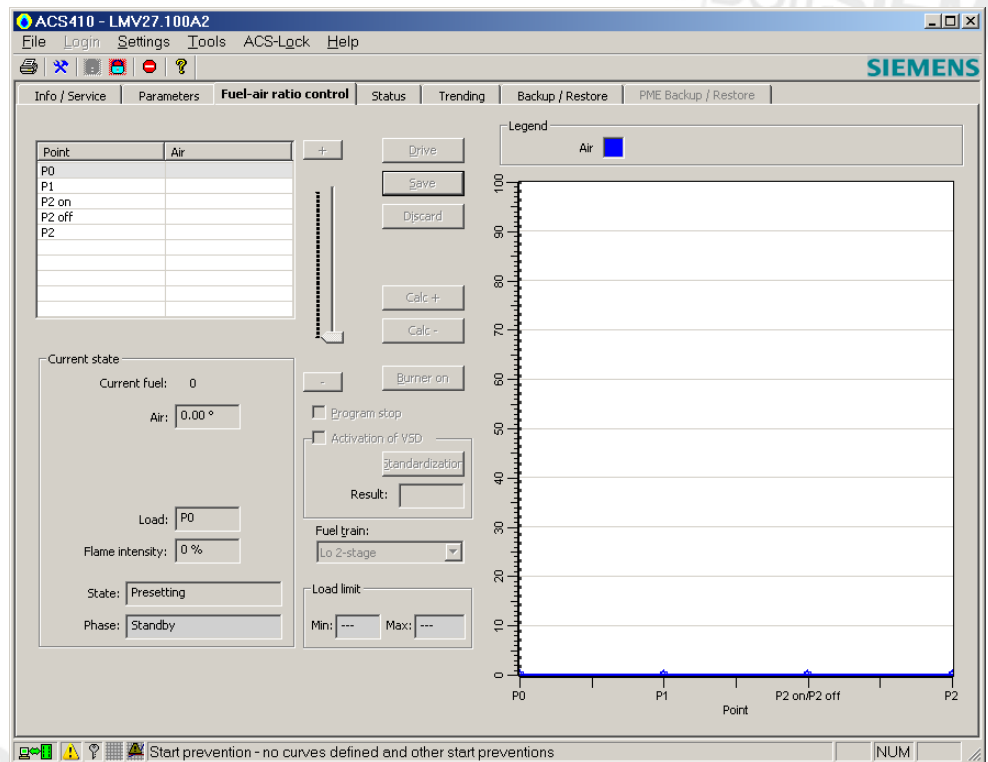 ACS410 - LMV27.100A2
File Login Settings Tools ACS-Lock Help
SIEMENS
Info / Service Parameters Fuel-air ratio control Status Trending Backup / Restore PME Backup / Restore
Point Air
P0
P1
P2 on
P2 off
P2
+
Drive
Save
Discard
Calc +
Calc -
Burner on
-
Program stop
Activation of VSD
Standardization
Result:
Fuel train:
Lo 2-stage
Load limit
Min: --- Max: ---
Current state
Current fuel: 0
Air: 0.00 °
Load: P0
Flame intensity: 0 %
State: Presetting
Phase: Standby
Legend
Air
100
90
80
70
60
50
40
30
20
10
0
P0 P1 P2 on/P2 off P2
Point
Start prevention - no curves defined and other start preventions
NUM